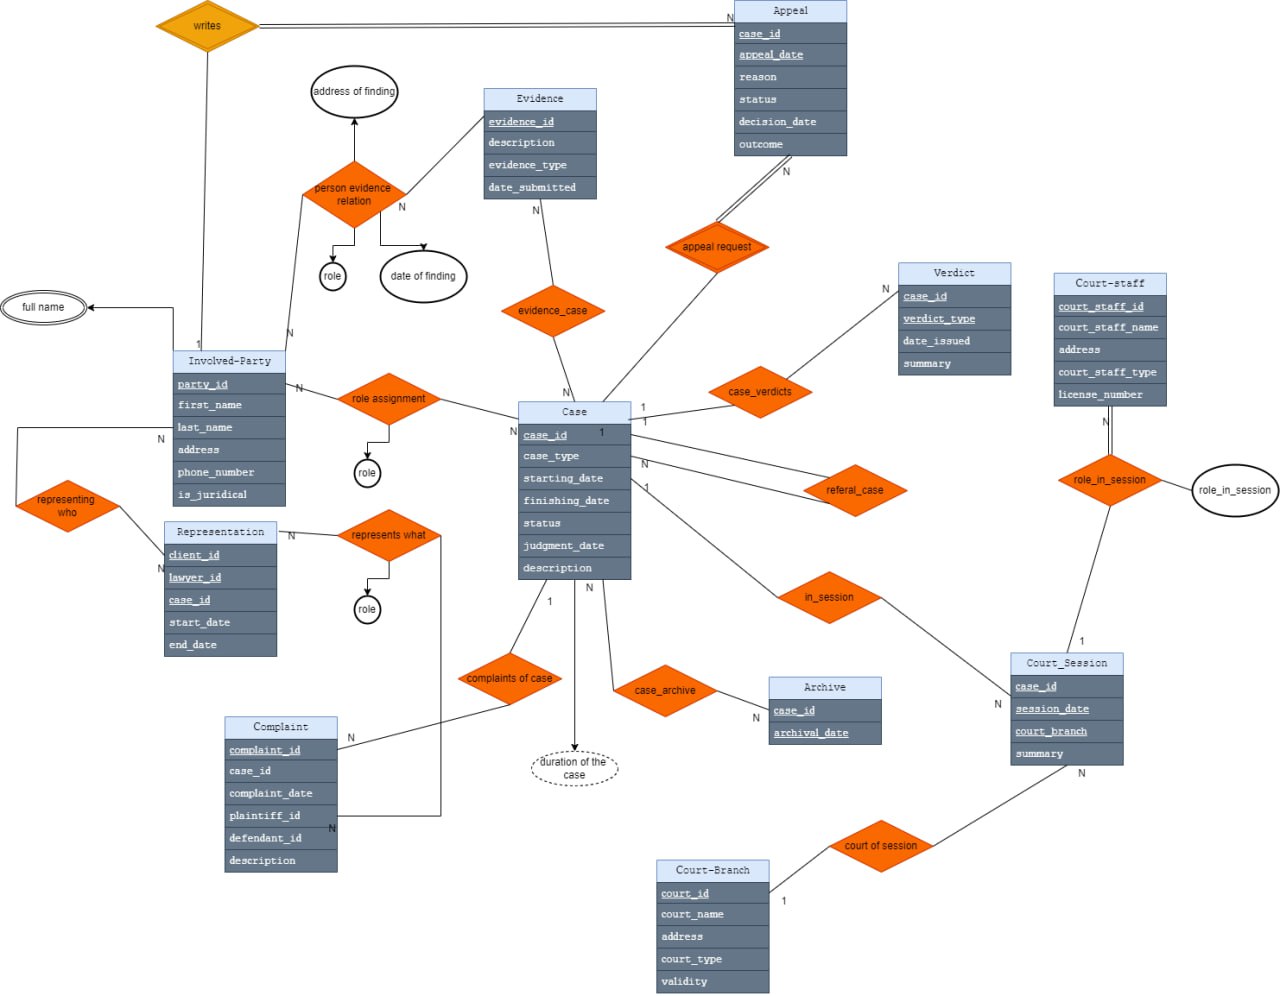 writes
N
Appeal
case_id
appeal_date
reason
status
decision_date
outcome
N
address of finding
Evidence
evidence_id
description
evidence_type
date_submitted
N
person evidence
relation
N
role
date of finding
N
appeal request
full name
evidence_case
N
Verdict
case_id
verdict_type
date_issued
summary
N
Court-staff
court_staff_id
court_staff_name
address
court_staff_type
license_number
N
1
Involved-Party
party_id
first_name
last_name
address
phone_number
is_juridical
N
N
role assignment
N
role
case_verdicts
1
1
Case
case_id
1
case_type
starting_date
finishing_date
status
judgment_date
description
N
1
referal_case
role_in_session
role_in_session
N
representing
who
N
Representation
client_id
lawyer_id
case_id
start_date
end_date
N
represents what
role
1
N
in_session
1
Court_Session
case_id
session_date
court_branch
summary
N
N
complaints of case
case_archive
N
Archive
case_id
archival_date
duration of the
case
Complaint
complaint_id
case_id
complaint_date
plaintiff_id
defendant_id
description
N
N
court of session
Court-Branch
court_id
court_name
address
court_type
validity
1